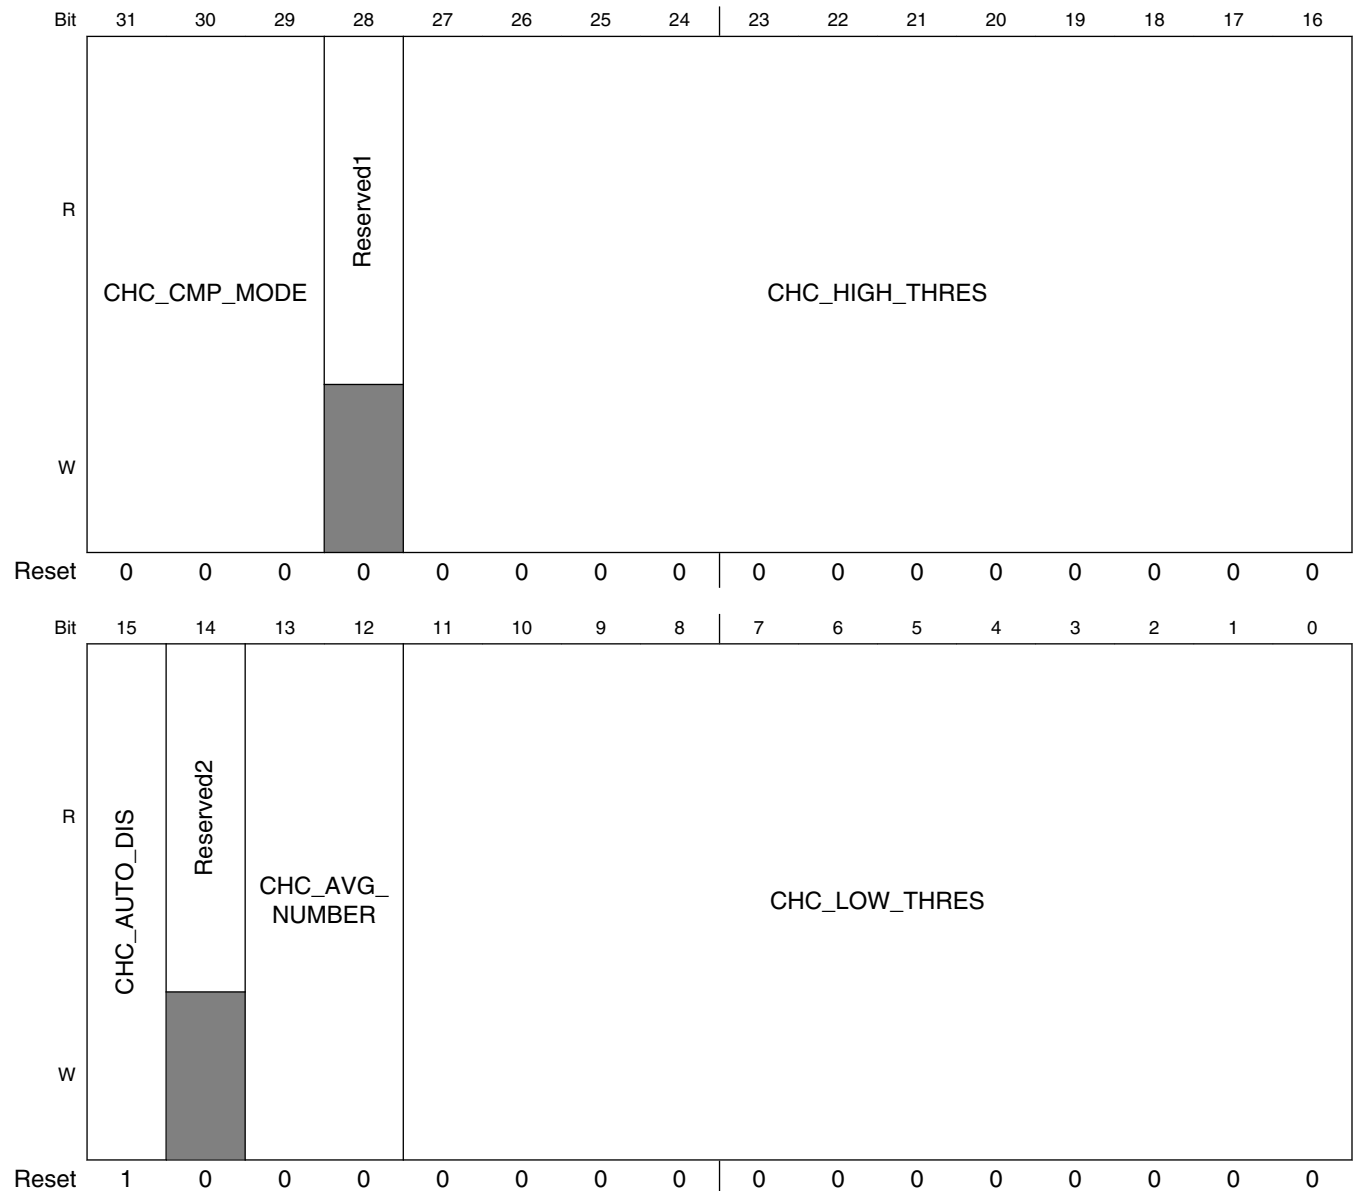 Bit 31 30 29 28 27 26 25 24 23 22 21 20 19 18 17 16
R
Reserved1
CHC_CMP_MODE CHC_HIGH_THRES
W
Reset 0 0 0 0 0 0 0 0 0 0 0 0 0 0 0 0
Bit 15 14 13 12 11 10 9 8 7 6 5 4 3 2 1 0
R
CHC_AUTO_DIS
Reserved2
CHC_AVG_
NUMBER
CHC_LOW_THRES
W
Reset 1 0 0 0 0 0 0 0 0 0 0 0 0 0 0 0